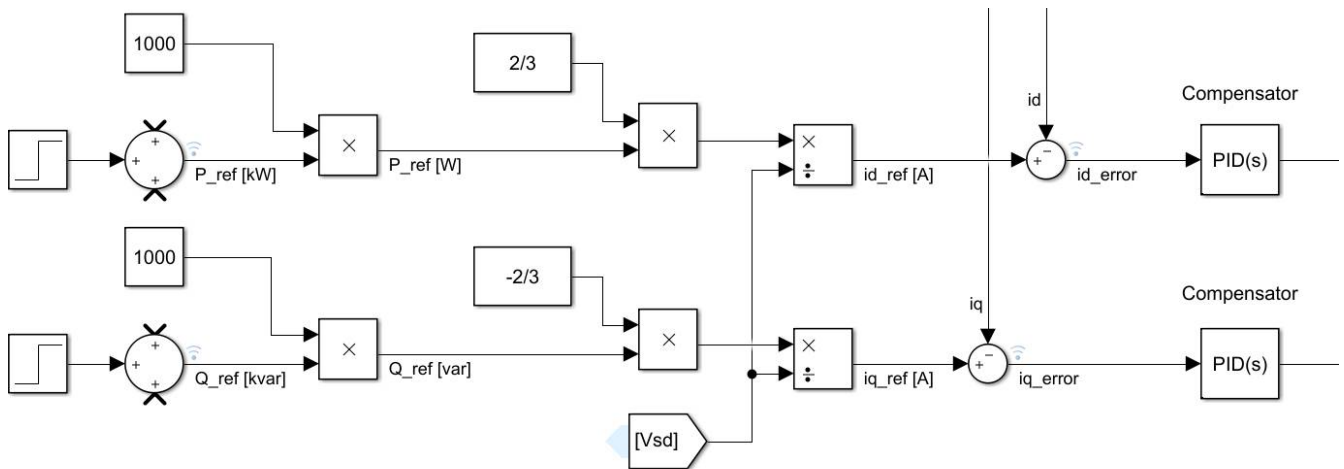 1000
2/3
Compensator
id
+
+
+
×
×
×
÷
+
−
PID(s)
P_ref [kW]
P_ref [W]
id_ref [A]
id_error
1000
-2/3
Compensator
iq
+
+
+
×
×
×
÷
+
−
PID(s)
Q_ref [kvar]
Q_ref [var]
iq_ref [A]
iq_error
[Vsd]